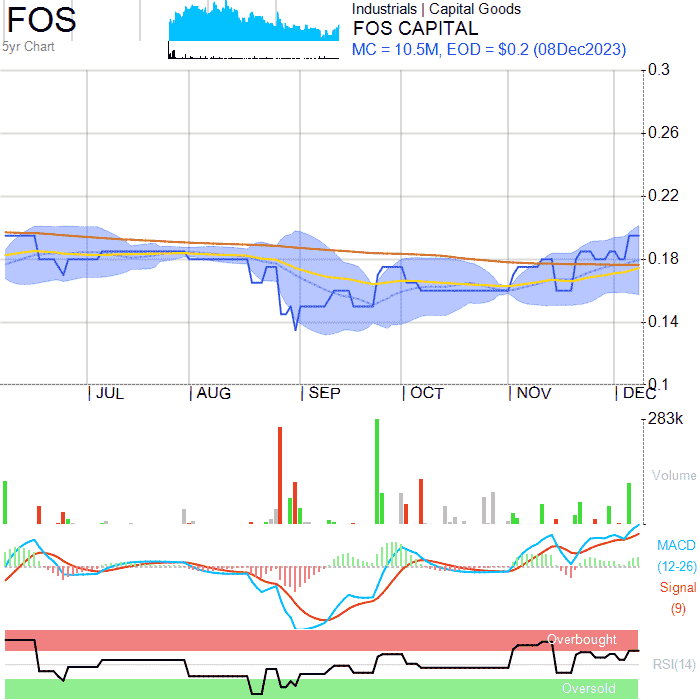 FOS
5yr Chart
Industrials | Capital Goods
FOS CAPITAL
MC = 10.5M, EOD = $0.2 (08Dec2023)
0.3
0.26
0.22
0.18
0.14
0.1
JUL
AUG
SEP
OCT
NOV
DEC
283k
Volume
MACD
(12-26)
Signal
(9)
Overbought
RSI(14)
Oversold